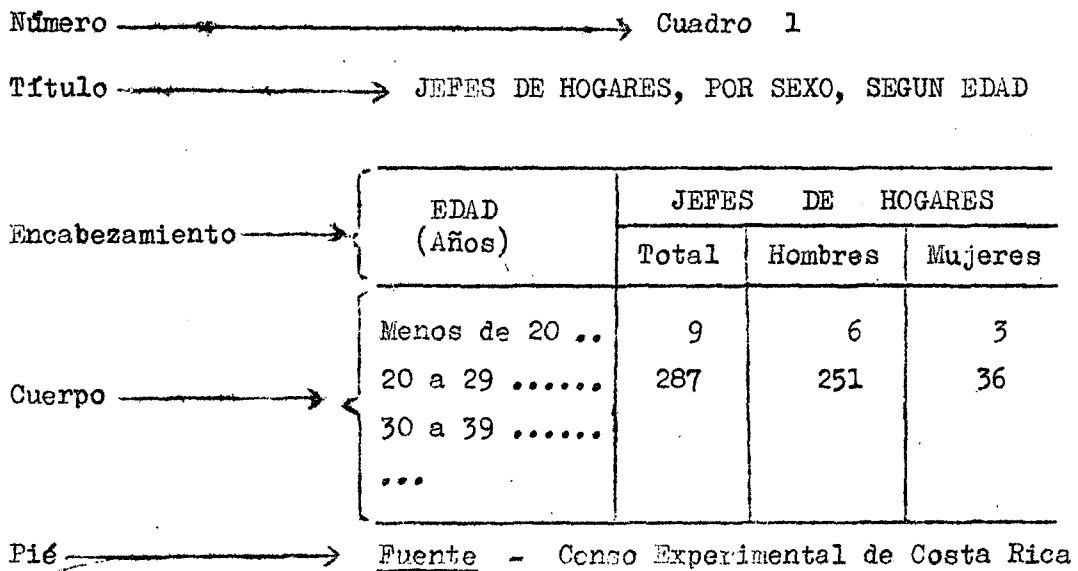 Número Cuadro 1
Título JEFES DE HOGARES, POR SEXO, SEGUN EDAD
EDAD JEFES DE HOGARES
Encabezamiento (Años) Total Hombres Mujeres
Menos de 20 .. 9 6 3
20 a 29 ...... 287 251 36
Cuerpo
30 a 39 ......
...
Pié Fuente - Censo Experimental de Costa Rica